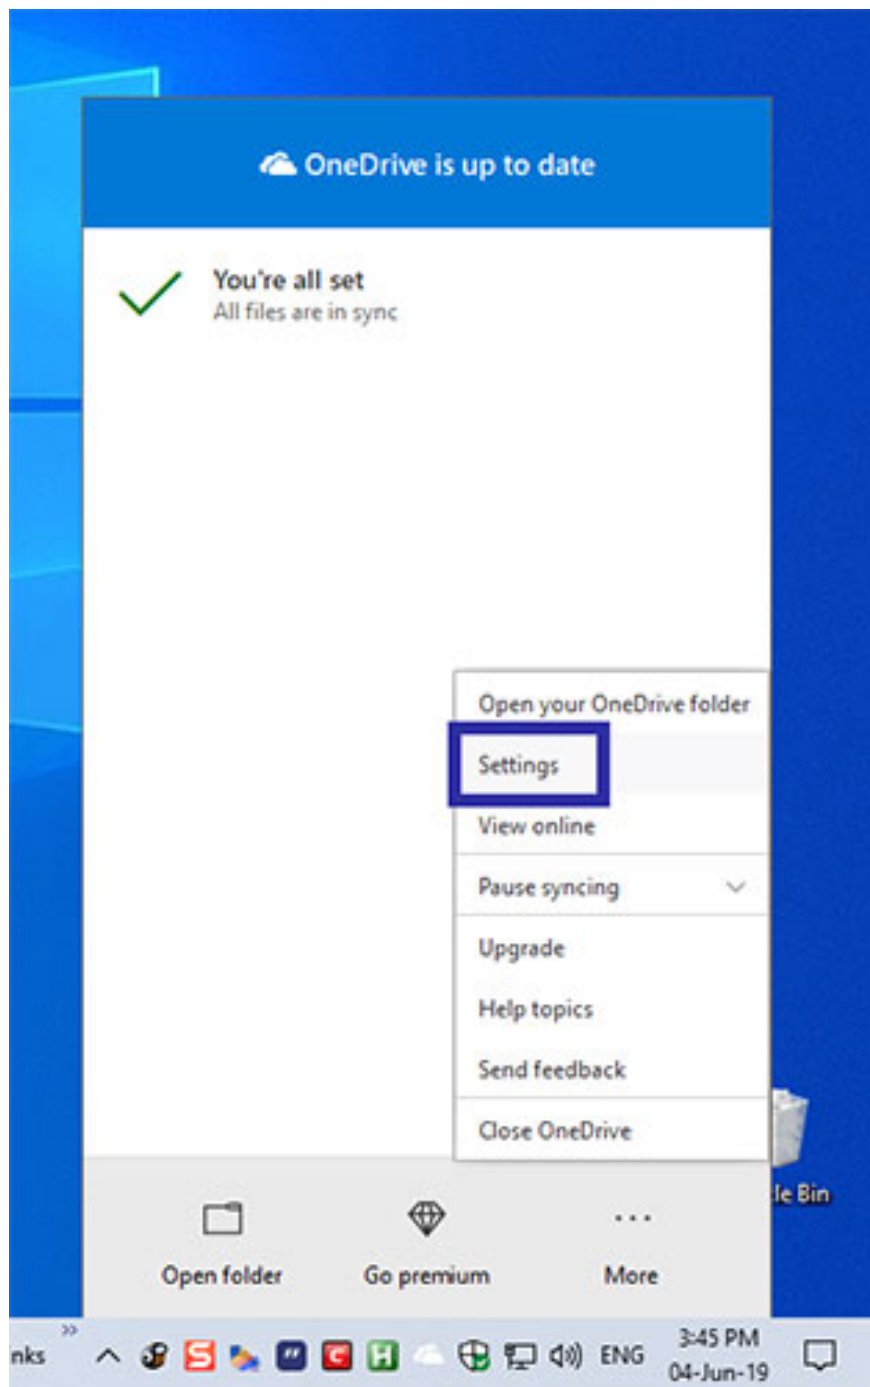 OneDrive is up to date
You're all set
All files are in sync
Open your OneDrive folder
Settings
View online
Pause syncing
Upgrade
Help topics
Send feedback
Close OneDrive
le Bin
Open folder
Go premium
More
nks
»
S
"
C
H
ENG
3:45 PM
04-Jun-19